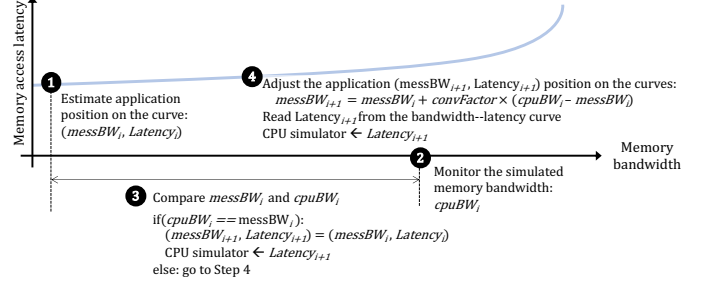 Memory access latency
1
Estimate application
position on the curve:
(messBWi, Latencyi)
4
Adjust the application (messBWi+1, Latencyi+1) position on the curves:
messBWi+1 = messBWi + convFactor × (cpuBWi – messBWi)
Read Latencyi+1 from the bandwidth--latency curve
CPU simulator ← Latencyi+1
Memory
bandwidth
2
Monitor the simulated
memory bandwidth:
cpuBWi
3
Compare messBWi and cpuBWi
if(cpuBWi == messBWi):
(messBWi+1, Latencyi+1) = (messBWi, Latencyi)
CPU simulator ← Latencyi+1
else: go to Step 4